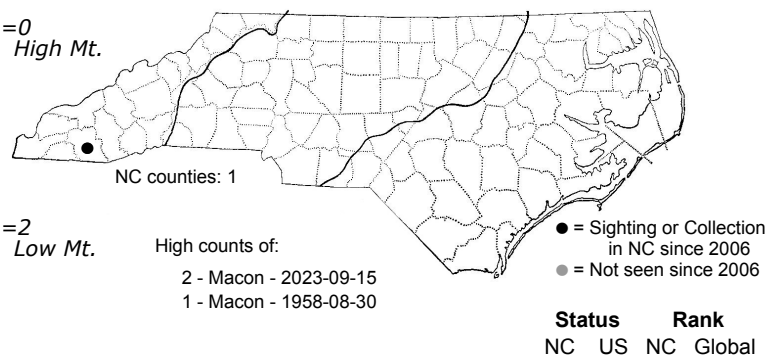 =0
High Mt.
NC counties: 1
=2
Low Mt.
High counts of:
2 - Macon - 2023-09-15
1 - Macon - 1958-08-30
● = Sighting or Collection
in NC since 2006
● = Not seen since 2006
Status Rank
NC US NC Global